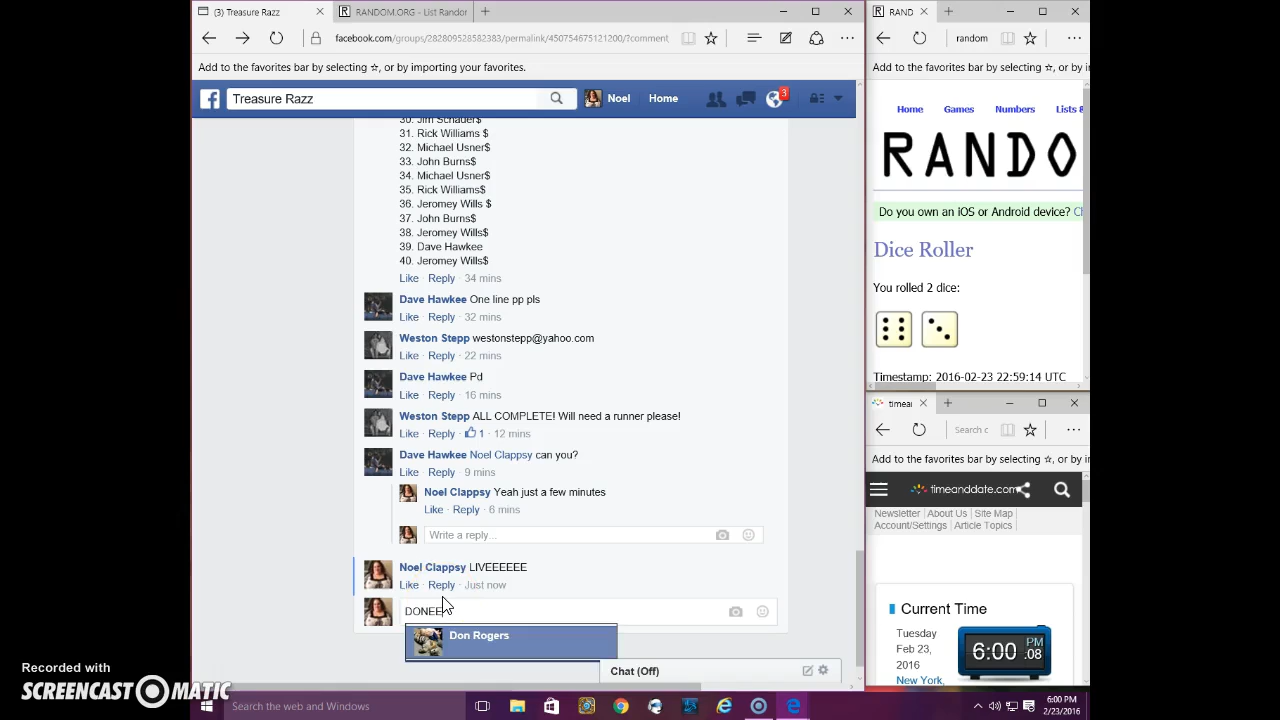 (3) Treasure Razz
RANDOM.ORG - List Randor
facebook.com/groups/282809528582383/permalink/450754675121200/?comment
Add to the favorites bar by selecting ☆, or by importing your favorites.
Treasure Razz
Noel
Home
3
30. Jim Schauer$
31. Rick Williams $
32. Michael Usner$
33. John Burns$
34. Michael Usner$
35. Rick Williams$
36. Jeromey Wills $
37. John Burns$
38. Jeromey Wills$
39. Dave Hawkee
40. Jeromey Wills$
Like · Reply · 34 mins
Dave Hawkee One line pp pls
Like · Reply · 32 mins
Weston Stepp westonstepp@yahoo.com
Like · Reply · 22 mins
Dave Hawkee Pd
Like · Reply · 16 mins
Weston Stepp ALL COMPLETE! Will need a runner please!
Like · Reply · 1 · 12 mins
Dave Hawkee Noel Clappsy can you?
Like · Reply · 9 mins
Noel Clappsy Yeah just a few minutes
Like · Reply · 6 mins
Write a reply...
Noel Clappsy LIVEEEEEE
Like · Reply · Just now
DONEE
Don Rogers
Chat (Off)
RAND
random
Add to the favorites bar by selecting ☆, or by im
Home Games Numbers Lists &
RANDO
Do you own an iOS or Android device? C
Dice Roller
You rolled 2 dice:
Timestamp: 2016-02-23 22:59:14 UTC
timea
Search c
Add to the favorites bar by selecting ☆, or by i
timeanddate.com
Newsletter About Us Site Map
Account/Settings Article Topics
Current Time
Tuesday
Feb 23,
2016
New York,
6:00 PM :08
Recorded with
SCREENCAST-O-MATIC
Search the web and Windows
6:00 PM
2/23/2016